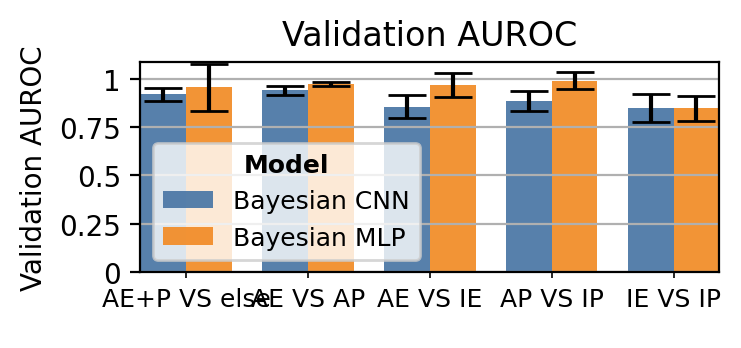 Validation AUROC
Validation AUROC
1
0.75
0.5
0.25
0
Model
Bayesian CNN
Bayesian MLP
AE+P VS else
AE VS AP
AE VS IE
AP VS IP
IE VS IP